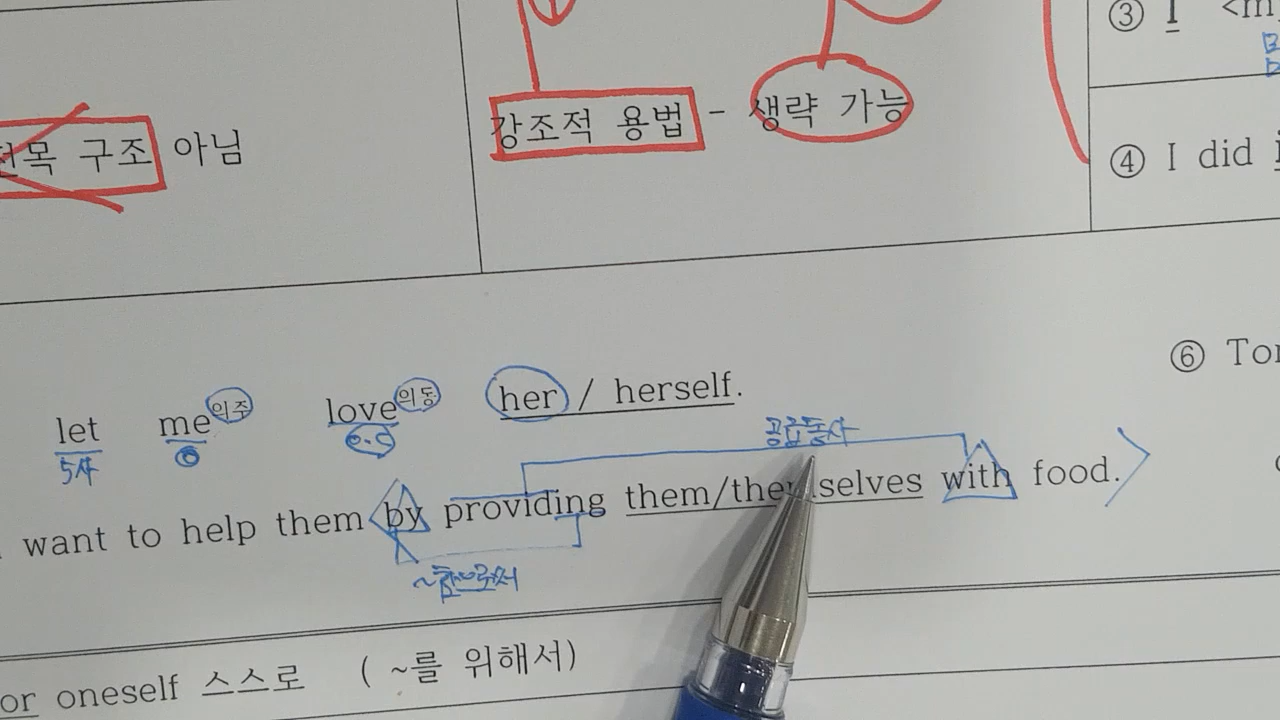 ③ I <m
강조적 용법 - 생략 가능
목 구조 아님
④ I did
⑥ Tor
let me 의주 love 의동 her / herself.
5사 O O.C
공급동사
want to help them by providing them/themselves with food.
~함으로써
or oneself 스스로 ( ~를 위해서)